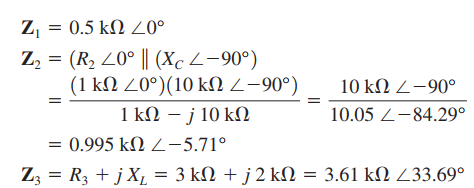 Z₁ = 0.5 kΩ ∠0°
Z₂ = (R₂ ∠0° ∥ (X_C ∠−90°)
= (1 kΩ ∠0°)(10 kΩ ∠−90°) / 1 kΩ − j 10 kΩ = 10 kΩ ∠−90° / 10.05 ∠−84.29°
= 0.995 kΩ ∠−5.71°
Z₃ = R₃ + j X_L = 3 kΩ + j 2 kΩ = 3.61 kΩ ∠33.69°